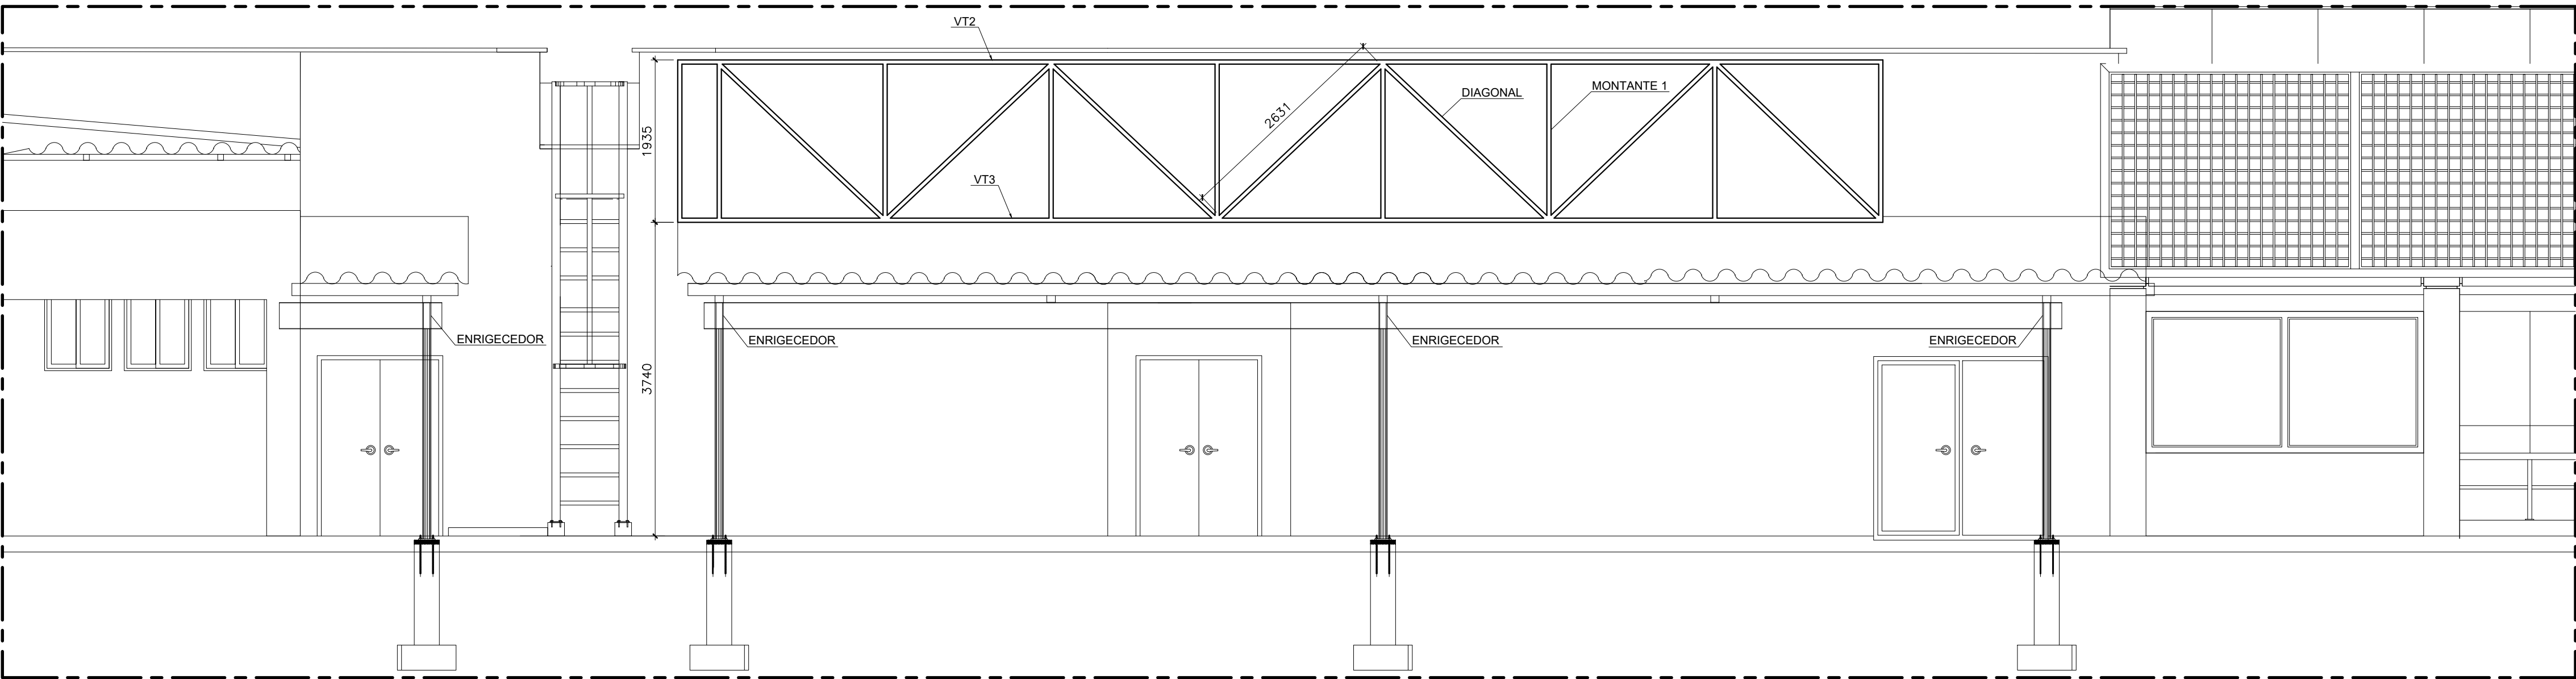 VT2
2631
DIAGONAL
MONTANTE 1
1935
VT3
ENRIGECEDOR
ENRIGECEDOR
ENRIGECEDOR
ENRIGECEDOR
3740